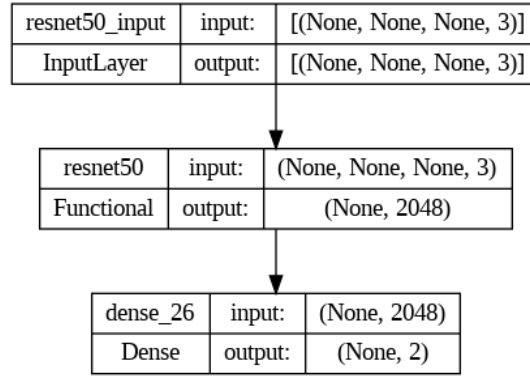 resnet50_input input: [(None, None, None, 3)]
InputLayer output: [(None, None, None, 3)]
resnet50 input: (None, None, None, 3)
Functional output: (None, 2048)
dense_26 input: (None, 2048)
Dense output: (None, 2)